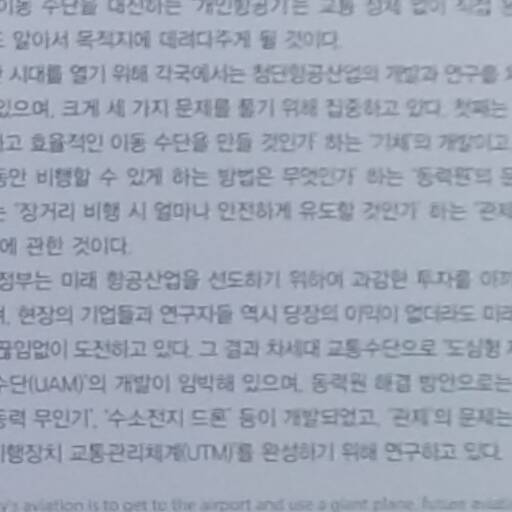 이동 수단을 대신하는 '개인항공기'는 교통 정체 없이 직접
알아서 목적지에 데려다주게 될 것이다.
시대를 열기 위해 각국에서는 첨단항공산업의 개발과 연구를
있으며, 크게 세 가지 문제를 풀기 위해 집중하고 있다. 첫째는
하고 효율적인 이동 수단을 만들 것인가' 하는 '기체'의 개발이고
동안 비행할 수 있게 하는 방법은 무엇인가' 하는 '동력원'의
는 '장거리 비행 시 얼마나 안전하게 유도할 것인가' 하는 '관제
에 관한 것이다.
정부는 미래 항공산업을 선도하기 위하여 과감한 투자를
며, 현장의 기업들과 연구자들 역시 당장의 이익이 없더라도 미래
끊임없이 도전하고 있다. 그 결과 차세대 교통수단으로 '도심형
수단(UAM)'의 개발이 임박해 있으며, 동력원 해결 방안으로는
동력 무인기', '수소전지 드론' 등이 개발되었고, '관제'의 문제는
비행장치 교통관리체계(UTM)'를 완성하기 위해 연구하고 있다.
y's aviation is to get to the airport and use a giant plane, future